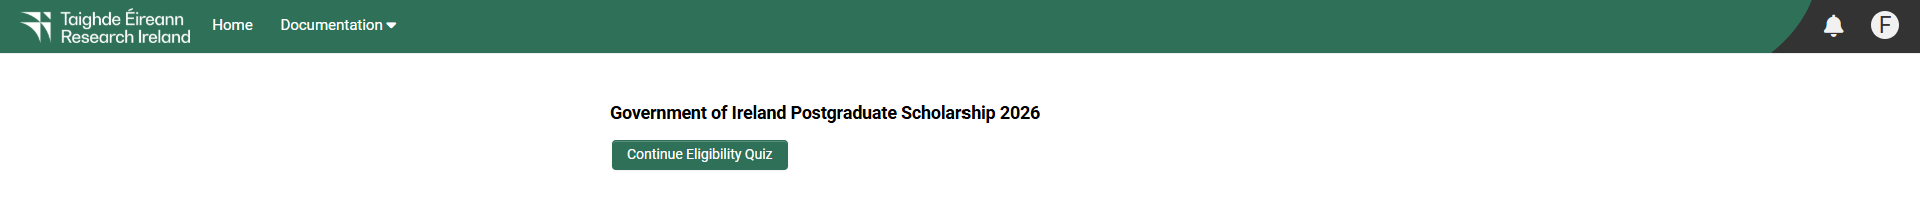 Taighde Éireann
Research Ireland
Home
Documentation
F
Government of Ireland Postgraduate Scholarship 2026
Continue Eligibility Quiz